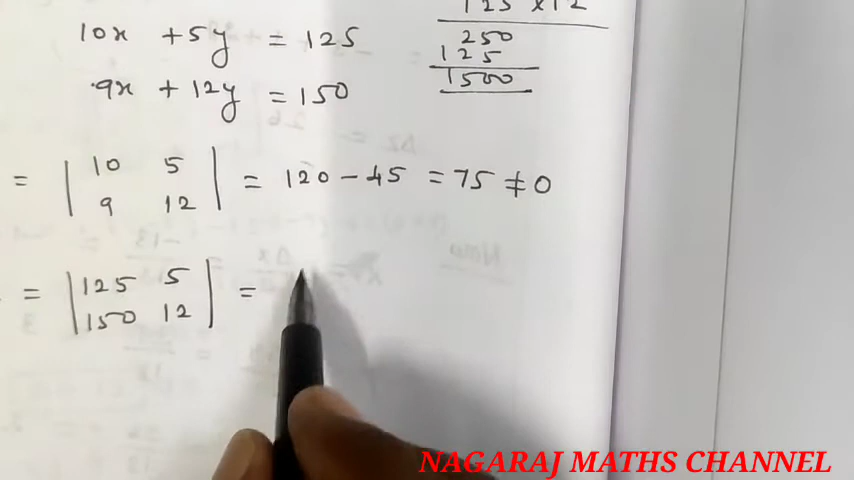 125 × 12
10x + 5y = 125
250
125
9x + 12y = 150
1500
= | 10 5 | = 120 - 45 = 75 ≠ 0
| 9 12 |
= | 125 5 | =
| 150 12 |
NAGARAJ MATHS CHANNEL